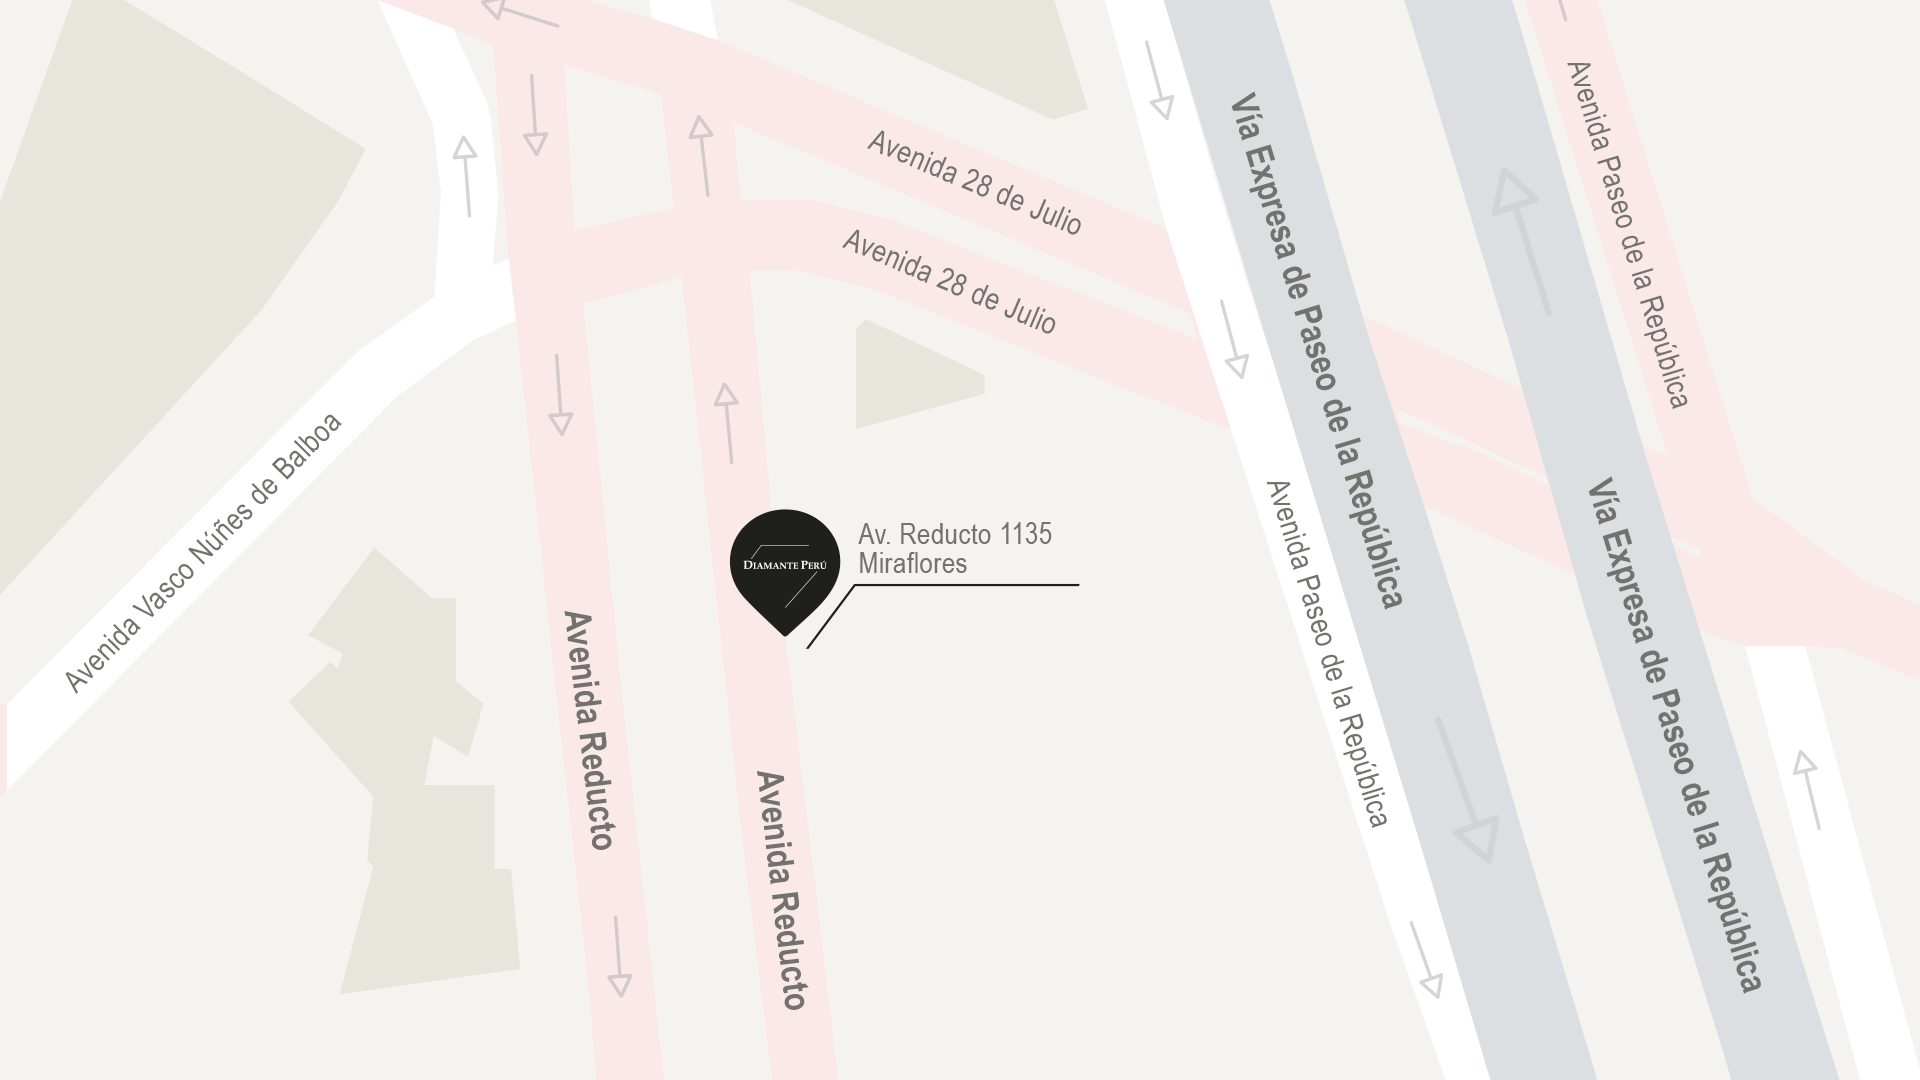 Avenida Paseo de la República
Vía Expresa de Paseo de la República
Avenida 28 de Julio
Avenida 28 de Julio
Avenida Vasco Núñes de Balboa
Av. Reducto 1135
Miraflores
DIAMANTE PERÚ
Avenida Paseo de la República
Vía Expresa de Paseo de la República
Avenida Reducto
Avenida Reducto